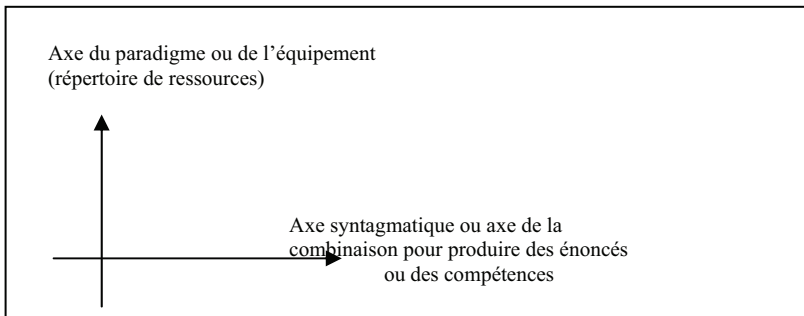 Axe du paradigme ou de l’équipement
(répertoire de ressources)
Axe syntagmatique ou axe de la
combinaison pour produire des énoncés
ou des compétences